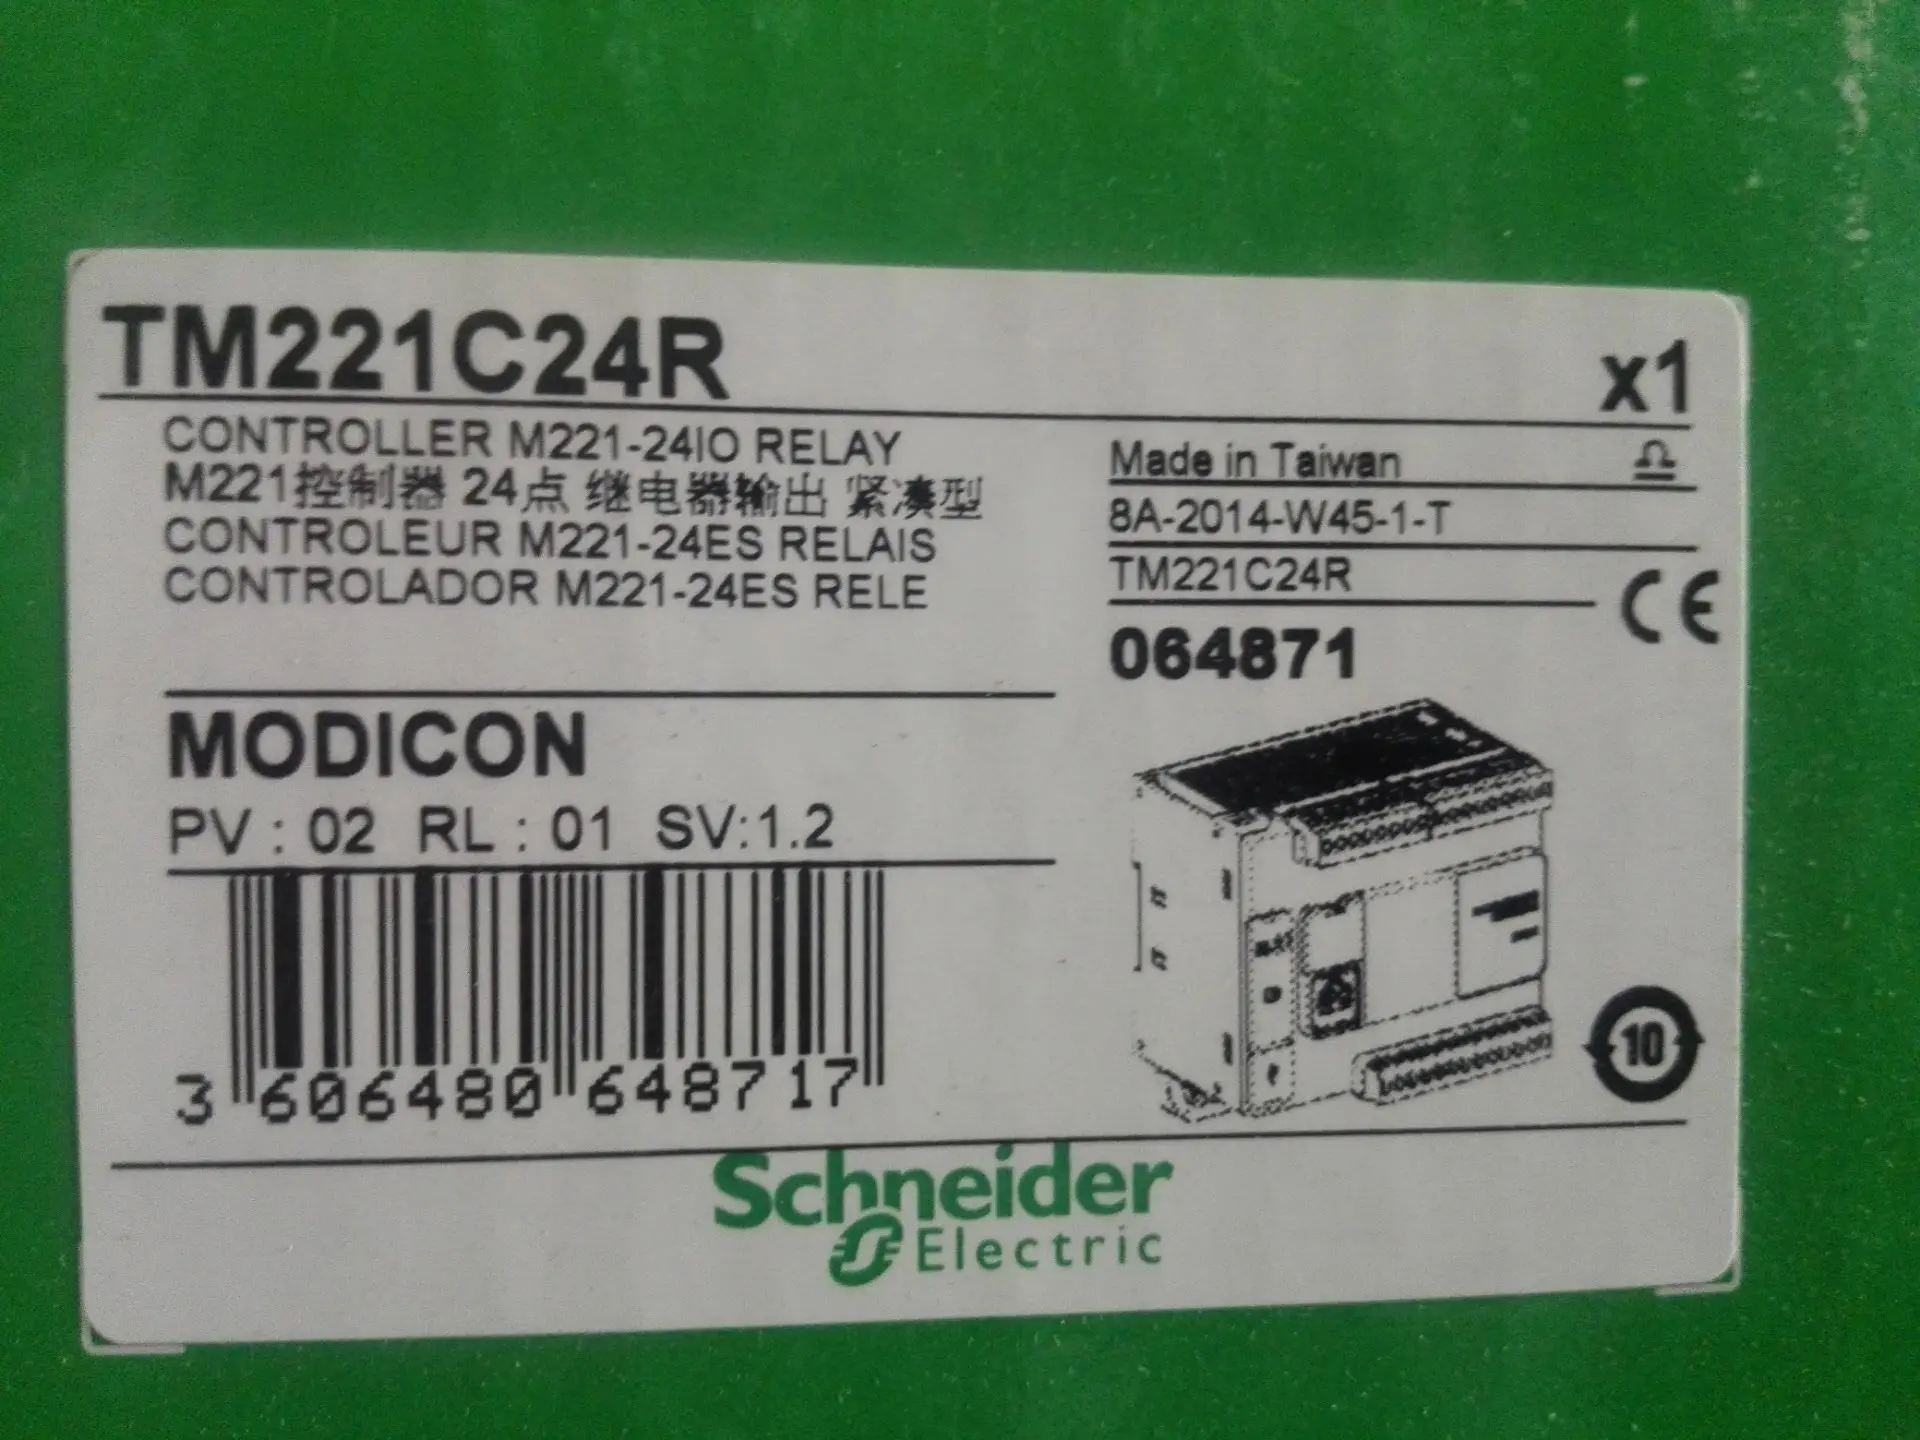 TM221C24R
x1
CONTROLLER M221-24IO RELAY
M221控制器 24点 继电器输出 紧凑型
CONTROLEUR M221-24ES RELAIS
CONTROLADOR M221-24ES RELE
Made in Taiwan
8A-2014-W45-1-T
TM221C24R
064871
CE
MODICON
PV : 02 RL : 01 SV:1.2
3 606480 648717
10
Schneider
Electric